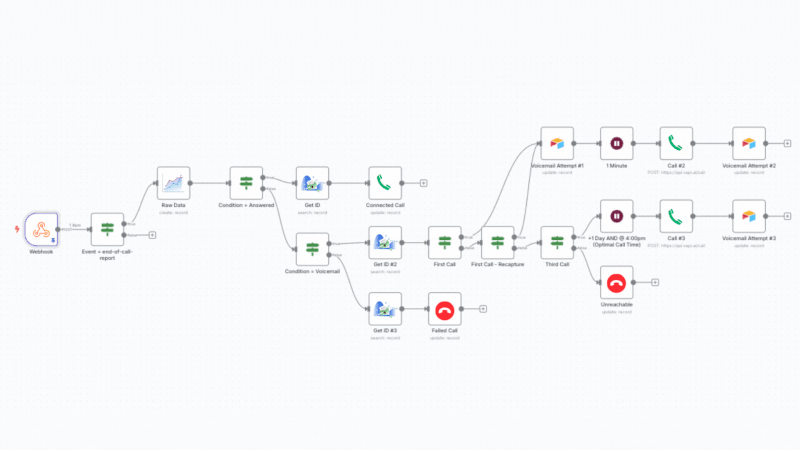 Voicemail Attempt #1
update: record
1 Minute
Call #2
POST: https://api.vapi.ai/call
Voicemail Attempt #2
update: record
Raw Data
create: record
Condition = Answered
true
false
Get ID
search: record
Connected Call
update: record
Webhook
1 item
Event = end-of-call-report
true
false
Condition = Voicemail
true
false
Get ID #2
search: record
First Call
true
false
First Call - Recapture
true
false
Third Call
true
false
+1 Day AND @ 4:00pm
(Optimal Call Time)
Call #3
POST: https://api.vapi.ai/call
Voicemail Attempt #3
update: record
Unreachable
update: record
Get ID #3
search: record
Failed Call
update: record